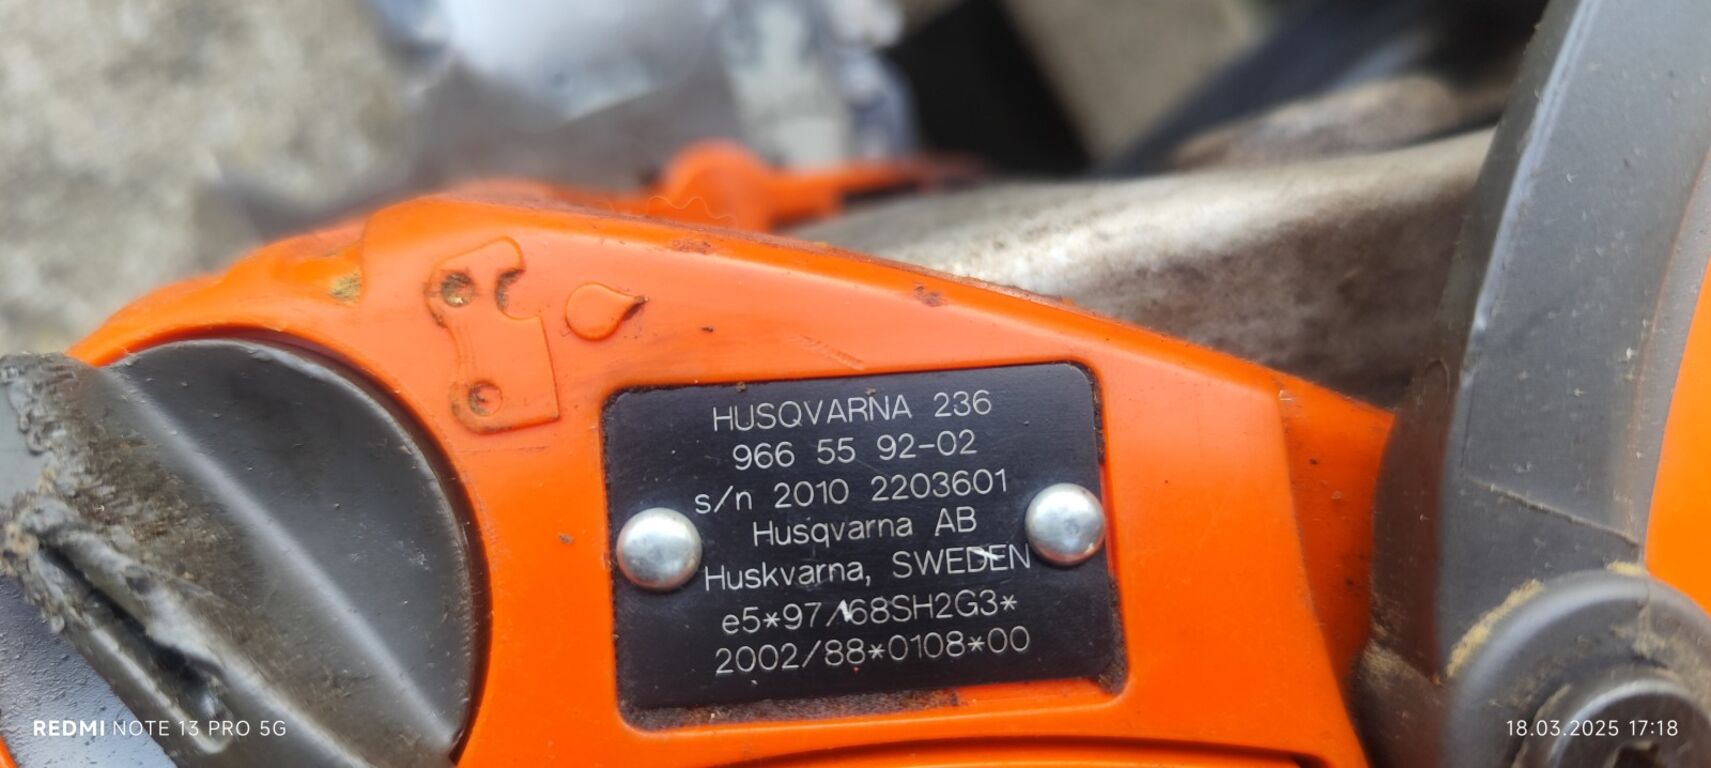 HUSQVARNA 236
966 55 92-02
s/n 2010 2203601
Husqvarna AB
Huskvarna, SWEDEN
e5*97/68SH2G3*
2002/88*0108*00
REDMI NOTE 13 PRO 5G
18.03.2025 17:18